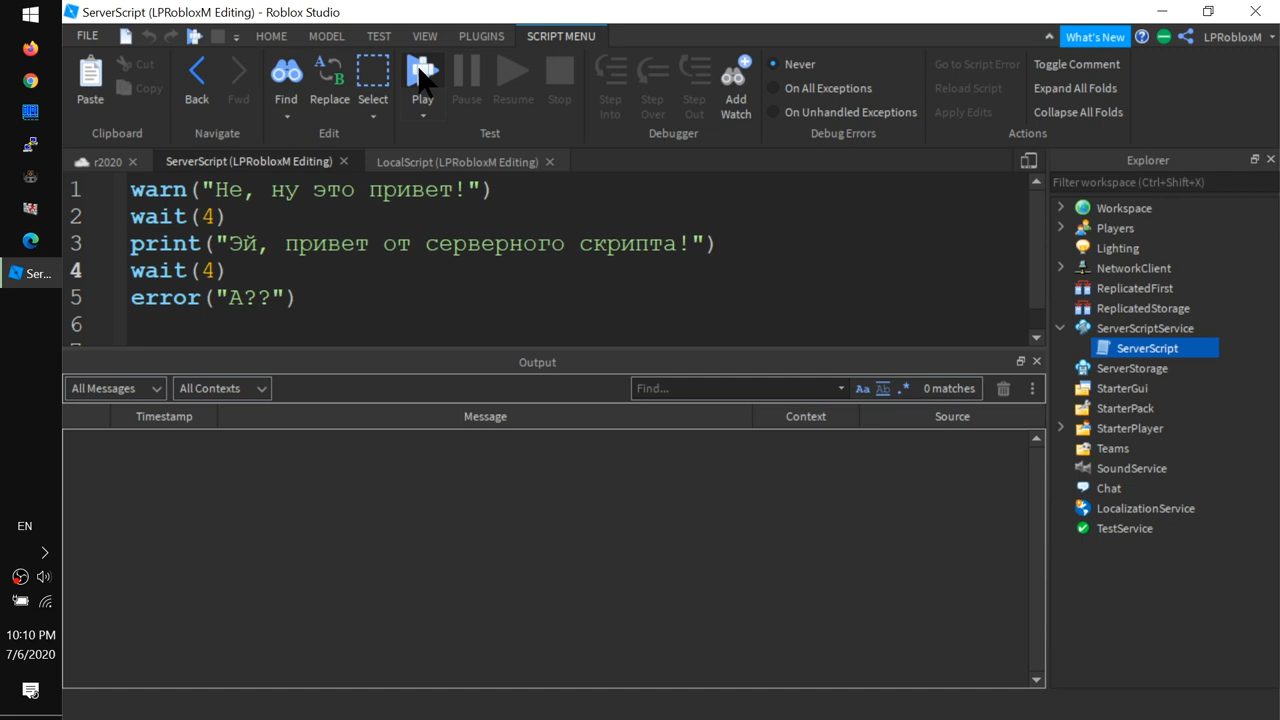 ServerScript (LPRobloxM Editing) - Roblox Studio
FILE HOME MODEL TEST VIEW PLUGINS SCRIPT MENU What's New LPRobloxM
Paste Cut Copy Back Fwd Find Replace Select Play Pause Resume Stop Step Into Step Over Step Out Add Watch
Never
On All Exceptions
On Unhandled Exceptions
Go to Script Error
Reload Script
Apply Edits
Toggle Comment
Expand All Folds
Collapse All Folds
Clipboard Navigate Edit Test Debugger Debug Errors Actions
r2020 ServerScript (LPRobloxM Editing) LocalScript (LPRobloxM Editing)
1 warn("Не, ну это привет!")
2 wait(4)
3 print("Эй, привет от серверного скрипта!")
4 wait(4)
5 error("А??")
6
Output
All Messages All Contexts Find... Aa Ab .* 0 matches
Timestamp Message Context Source
Explorer
Filter workspace (Ctrl+Shift+X)
Workspace
Players
Lighting
NetworkClient
ReplicatedFirst
ReplicatedStorage
ServerScriptService
ServerScript
ServerStorage
StarterGui
StarterPack
StarterPlayer
Teams
SoundService
Chat
LocalizationService
TestService
Ser...
EN
10:10 PM
7/6/2020